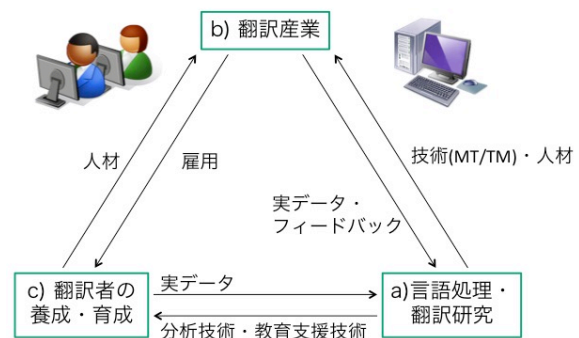 b) 翻訳産業
人材
雇用
技術(MT/TM)・人材
実データ・
フィードバック
c) 翻訳者の
養成・育成
実データ
a)言語処理・
翻訳研究
分析技術・教育支援技術